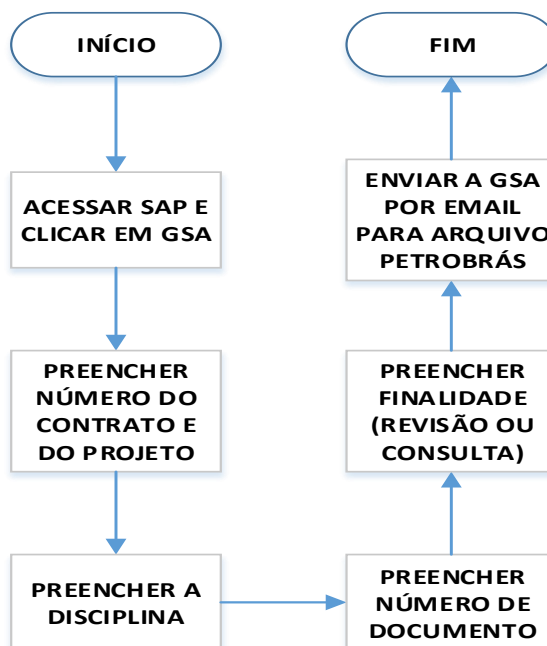 INÍCIO
ACESSAR SAP E
CLICAR EM GSA
PREENCHER
NÚMERO DO
CONTRATO E
DO PROJETO
PREENCHER A
DISCIPLINA
PREENCHER
NÚMERO DE
DOCUMENTO
PREENCHER
FINALIDADE
(REVISÃO OU
CONSULTA)
ENVIAR A GSA
POR EMAIL
PARA ARQUIVO
PETROBRÁS
FIM